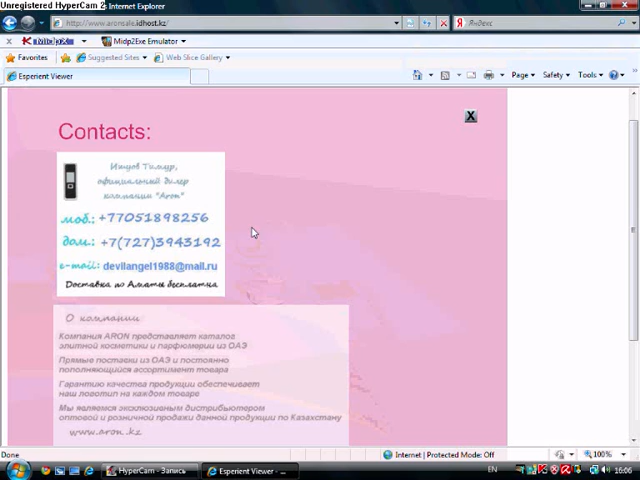 Unregistered HyperCam 2
Internet Explorer
http://www.aronsale.idhost.kz/
Яндекс
Midp2Exe Emulator
Favorites
Suggested Sites
Web Slice Gallery
Esperient Viewer
Page
Safety
Tools
X
Contacts:
Тимур,
официальный дилер
компании "Aron"
моб.: +77051898256
дом.: +7(727)3943192
e-mail: devilangel1988@mail.ru
Доставка по Алматы бесплатна
О компании
Компания ARON представляет каталог
элитной косметики и парфюмерии из ОАЭ
Прямые поставки из ОАЭ и постоянно
пополняющийся ассортимент товара
Гарантию качества продукции обеспечивает
наш логотип на каждом товаре
Мы являемся эксклюзивным дистрибьютером
оптовой и розничной продажи данной продукции по Казахстану
www.aron.kz
Done
Internet | Protected Mode: Off
100%
HyperCam - Запись
Esperient Viewer - ...
EN
16:06